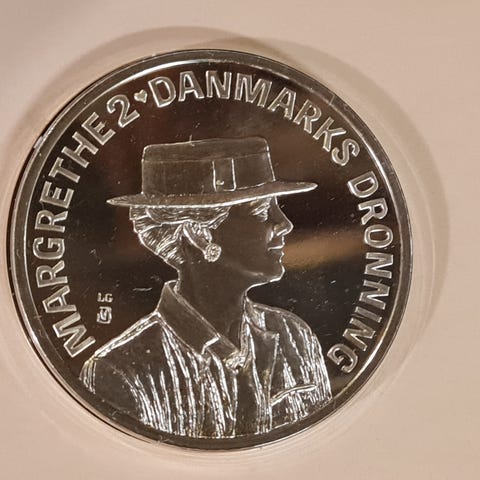 MARGRETHE 2 ♥ DANMARKS DRONNING
LG